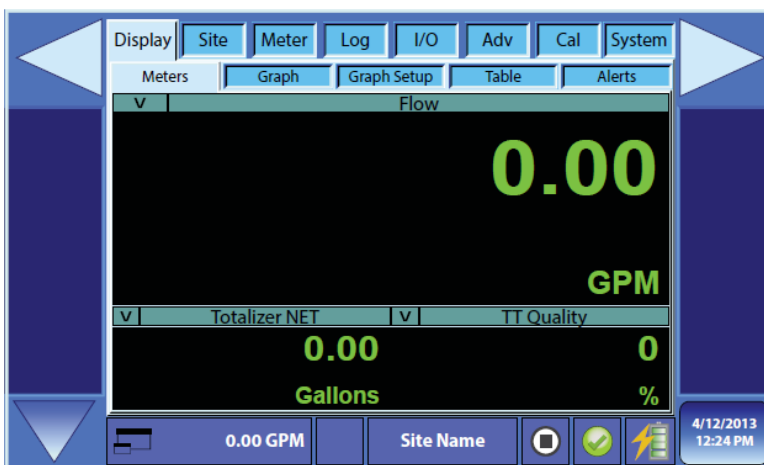 Display Site Meter Log I/O Adv Cal System
Meters Graph Graph Setup Table Alerts
V Flow
0.00
GPM
V Totalizer NET V TT Quality
0.00 0
Gallons %
0.00 GPM Site Name 4/12/2013
12:24 PM